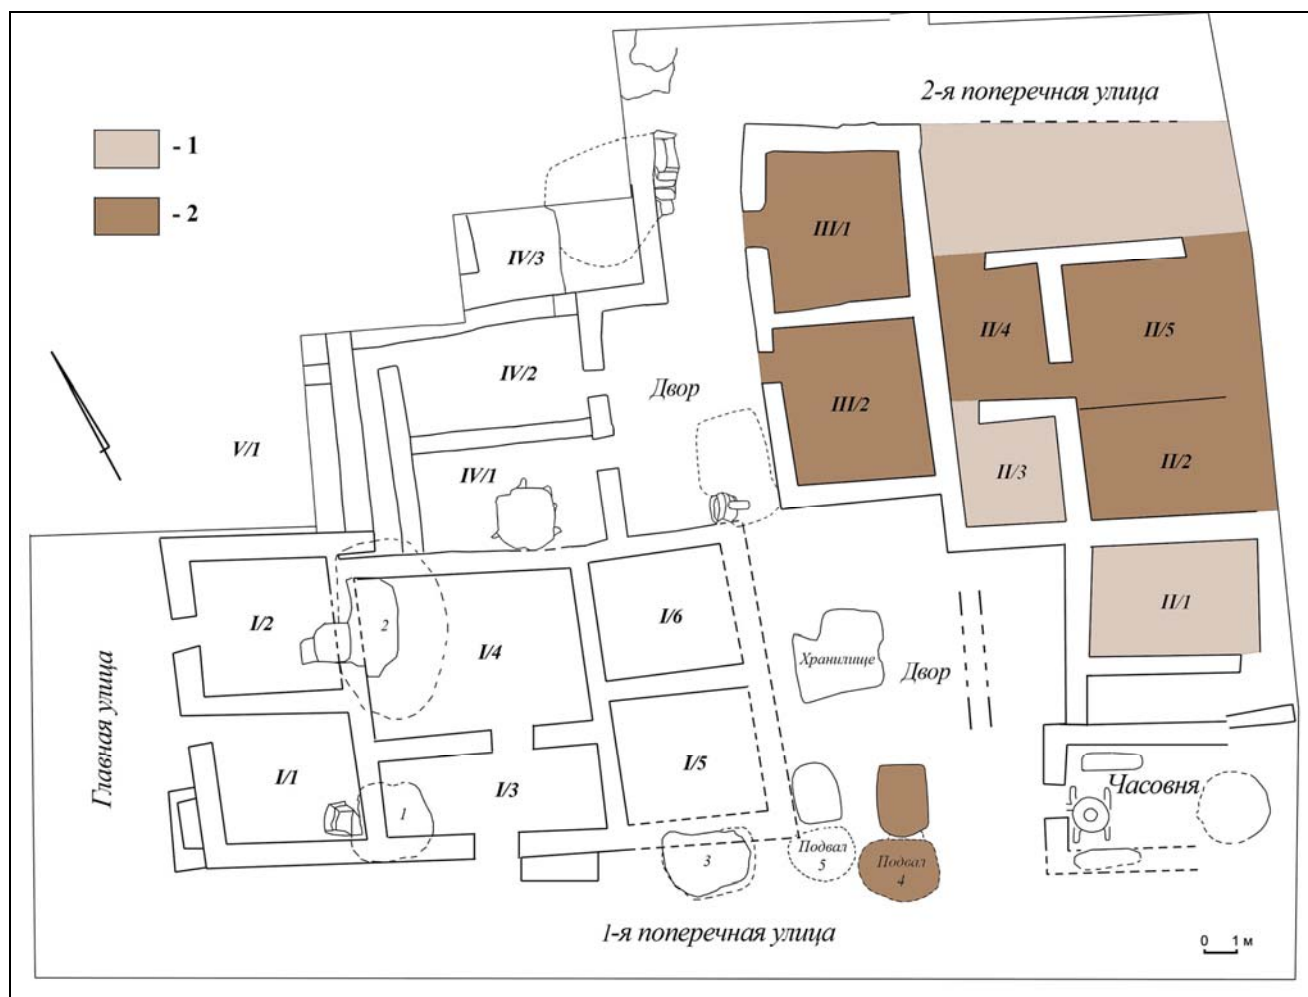 2-я поперечная улица
- 1
- 2
III/1
IV/3
II/4
II/5
IV/2
Двор
III/2
V/1
IV/1
II/3
II/2
I/2
2
I/4
I/6
Хранилище
Двор
II/1
Главная улица
I/1
1
I/3
I/5
Часовня
3
Подвал
5
Подвал
4
1-я поперечная улица
0 1 м